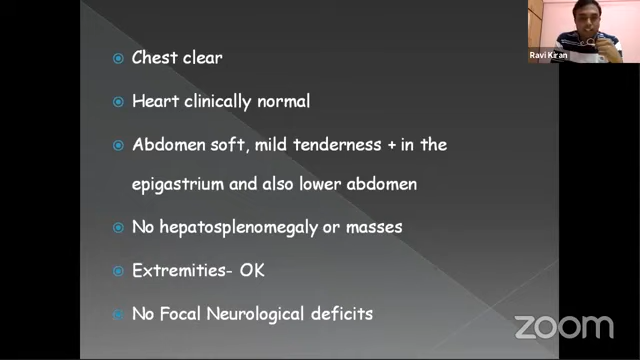 Ravi Kiran
Chest clear
Heart clinically normal
Abdomen soft, mild tenderness + in the
epigastrium and also lower abdomen
No hepatosplenomegaly or masses
Extremities- OK
No Focal Neurological deficits
zoom